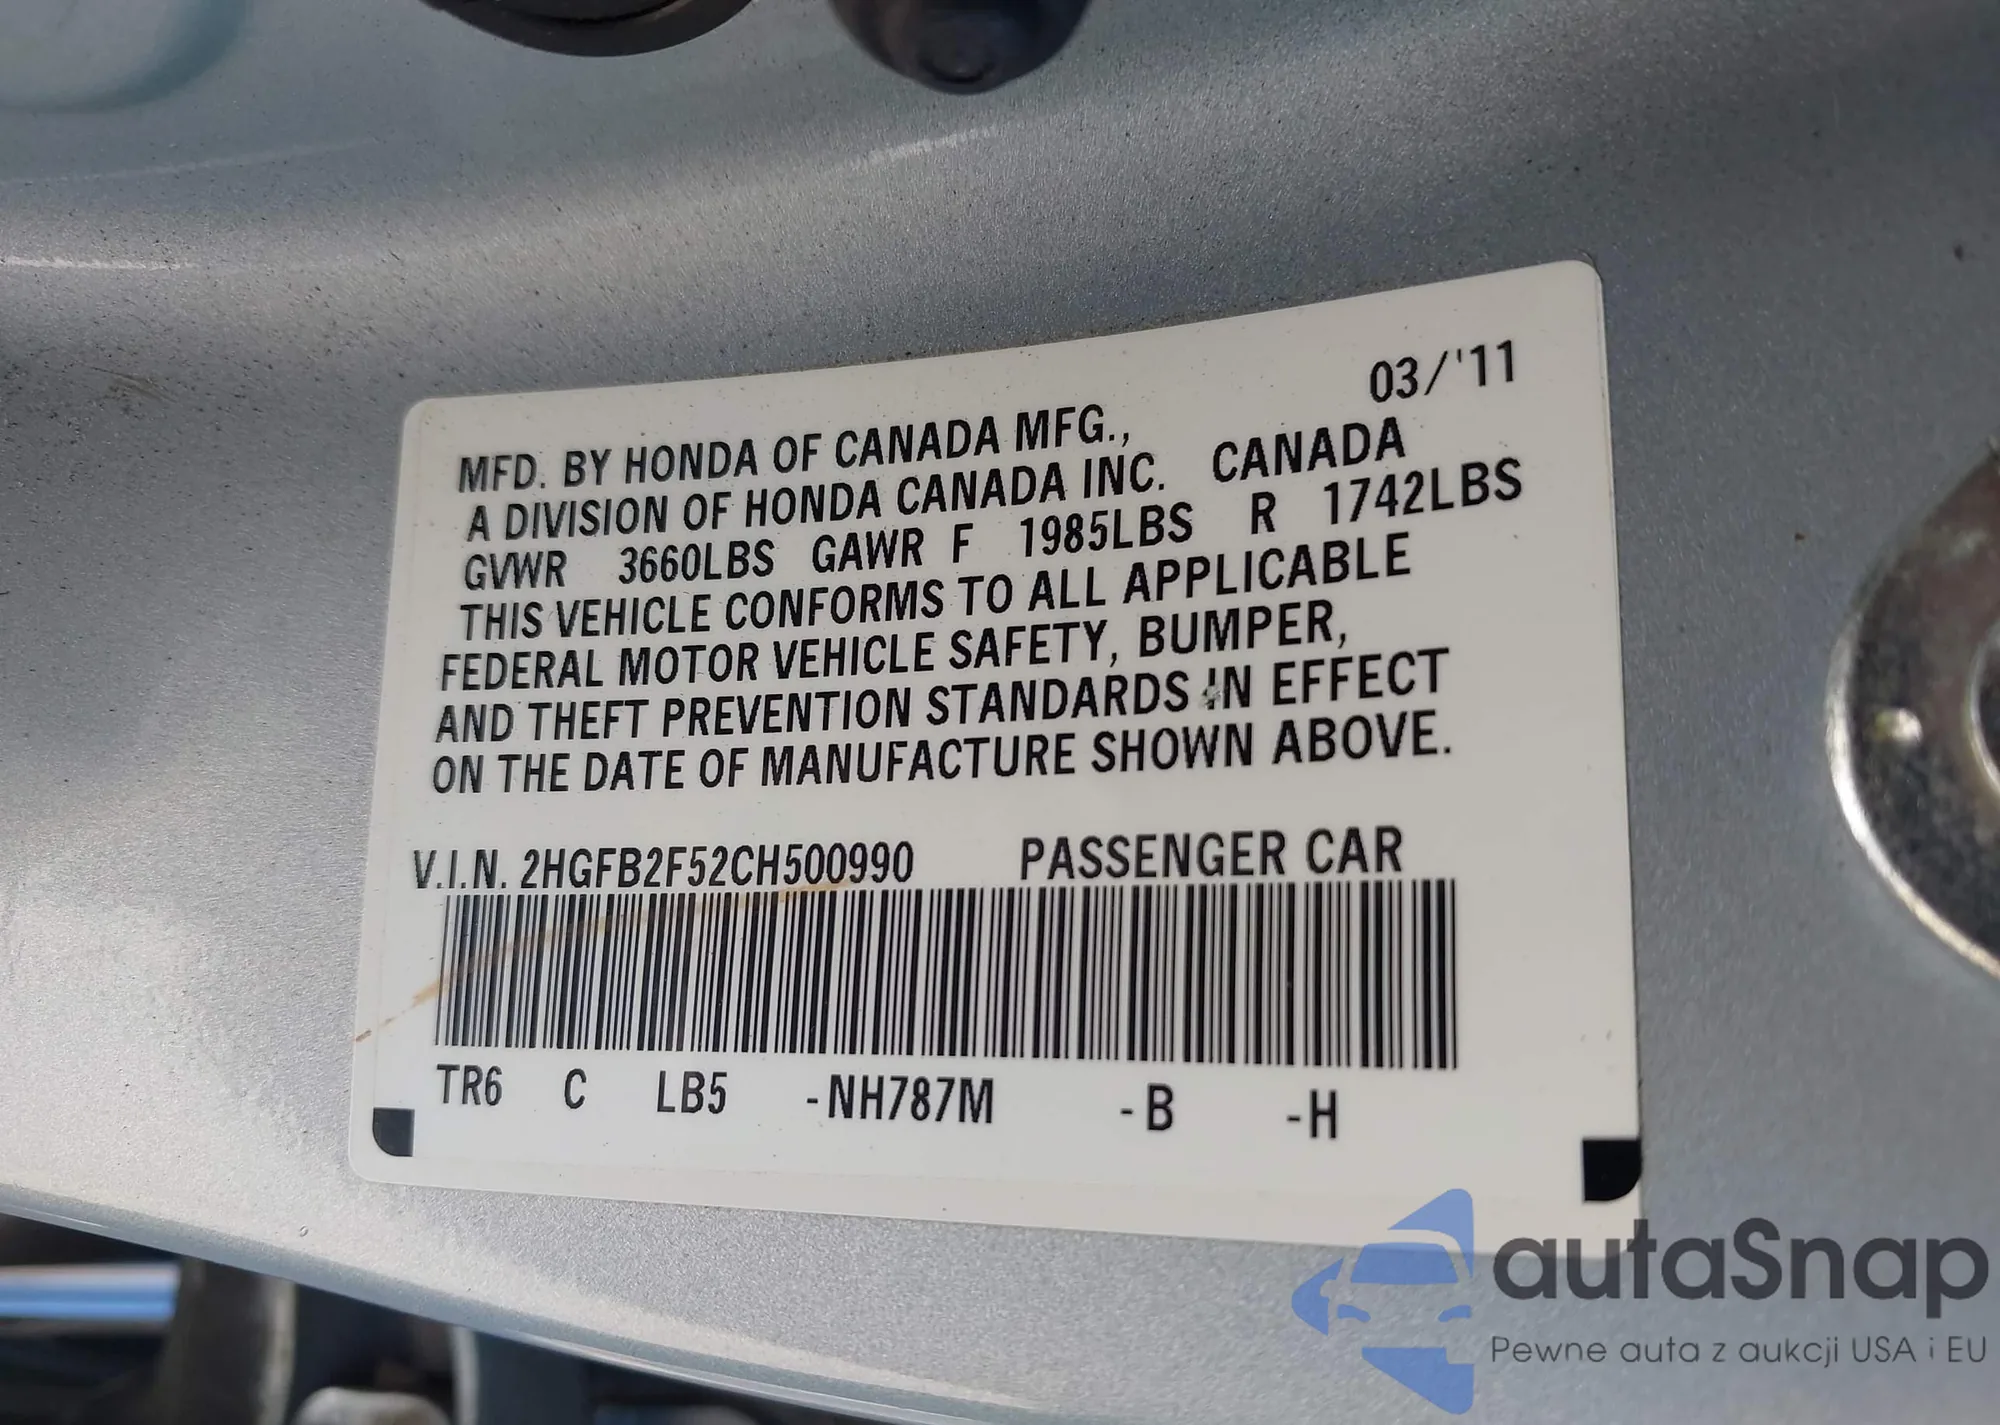 03/'11
MFD. BY HONDA OF CANADA MFG.,
A DIVISION OF HONDA CANADA INC. CANADA
GVWR 3660LBS GAWR F 1985LBS R 1742LBS
THIS VEHICLE CONFORMS TO ALL APPLICABLE
FEDERAL MOTOR VEHICLE SAFETY, BUMPER,
AND THEFT PREVENTION STANDARDS IN EFFECT
ON THE DATE OF MANUFACTURE SHOWN ABOVE.
V.I.N. 2HGFB2F52CH500990 PASSENGER CAR
TR6 C LB5 -NH787M -B -H
autaSnap
Pewne auta z aukcji USA i EU